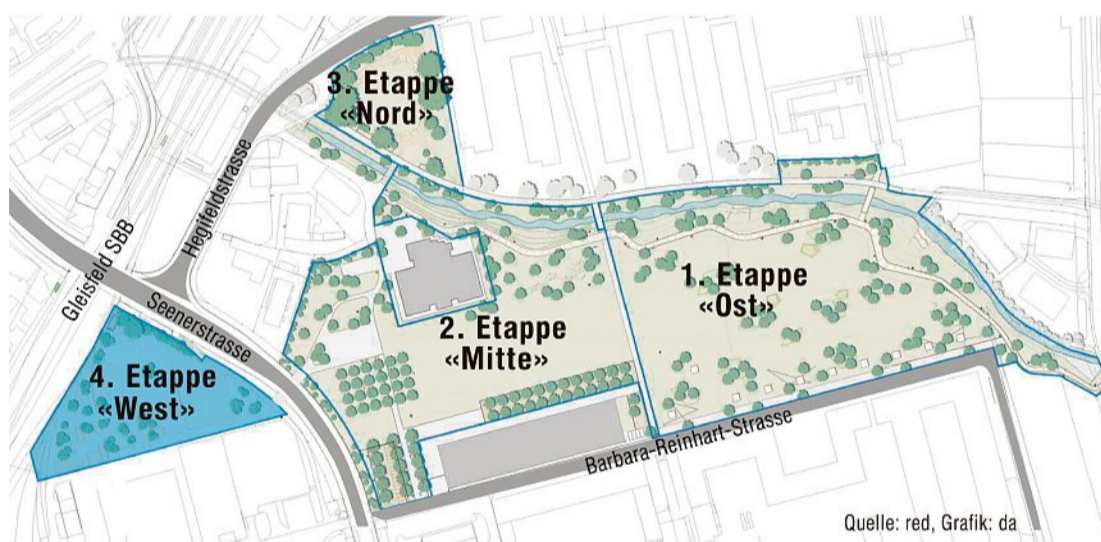 3. Etappe
«Nord»
Heglifeldstrasse
Gleisfeld SBB
Seenerstrasse
1. Etappe
«Ost»
2. Etappe
«Mitte»
4. Etappe
«West»
Barbara-Reinhart-Strasse
Quelle: red, Grafik: da